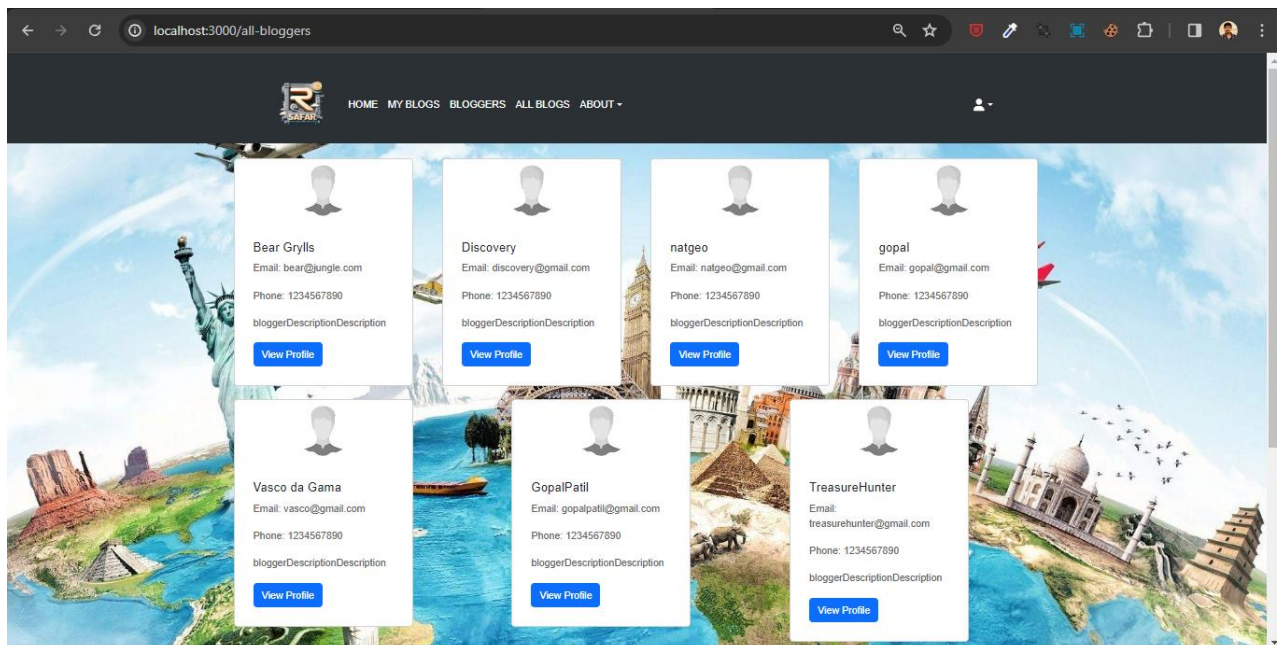 localhost:3000/all-bloggers
R
SAFAR
HOME MY BLOGS BLOGGERS ALL BLOGS ABOUT
Bear Grylls
Email: bear@jungle.com
Phone: 1234567890
bloggerDescriptionDescription
View Profile
Discovery
Email: discovery@gmail.com
Phone: 1234567890
bloggerDescriptionDescription
View Profile
natgeo
Email: natgeo@gmail.com
Phone: 1234567890
bloggerDescriptionDescription
View Profile
gopal
Email: gopal@gmail.com
Phone: 1234567890
bloggerDescriptionDescription
View Profile
Vasco da Gama
Email: vasco@gmail.com
Phone: 1234567890
bloggerDescriptionDescription
View Profile
GopalPatil
Email: gopalpatil@gmail.com
Phone: 1234567890
bloggerDescriptionDescription
View Profile
TreasureHunter
Email:
treasurehunter@gmail.com
Phone: 1234567890
bloggerDescriptionDescription
View Profile